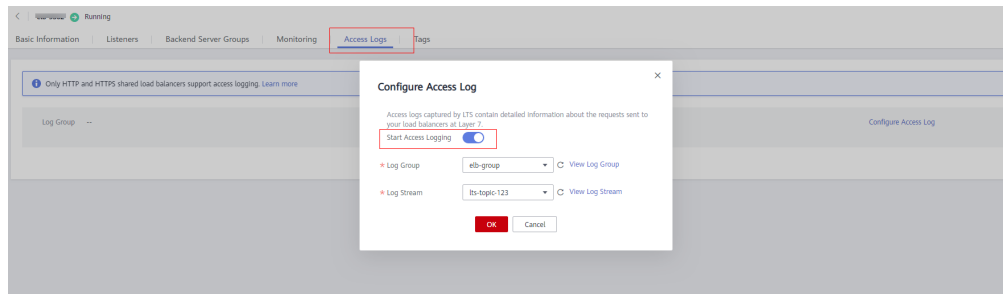 Running
Basic Information Listeners Backend Server Groups Monitoring Access Logs Tags
Only HTTP and HTTPS shared load balancers support access logging. Learn more
Configure Access Log
Access logs captured by LTS contain detailed information about the requests sent to
your load balancers at Layer 7.
Log Group -- Configure Access Log
Start Access Logging
* Log Group elb-group View Log Group
* Log Stream lts-topic-123 View Log Stream
OK Cancel